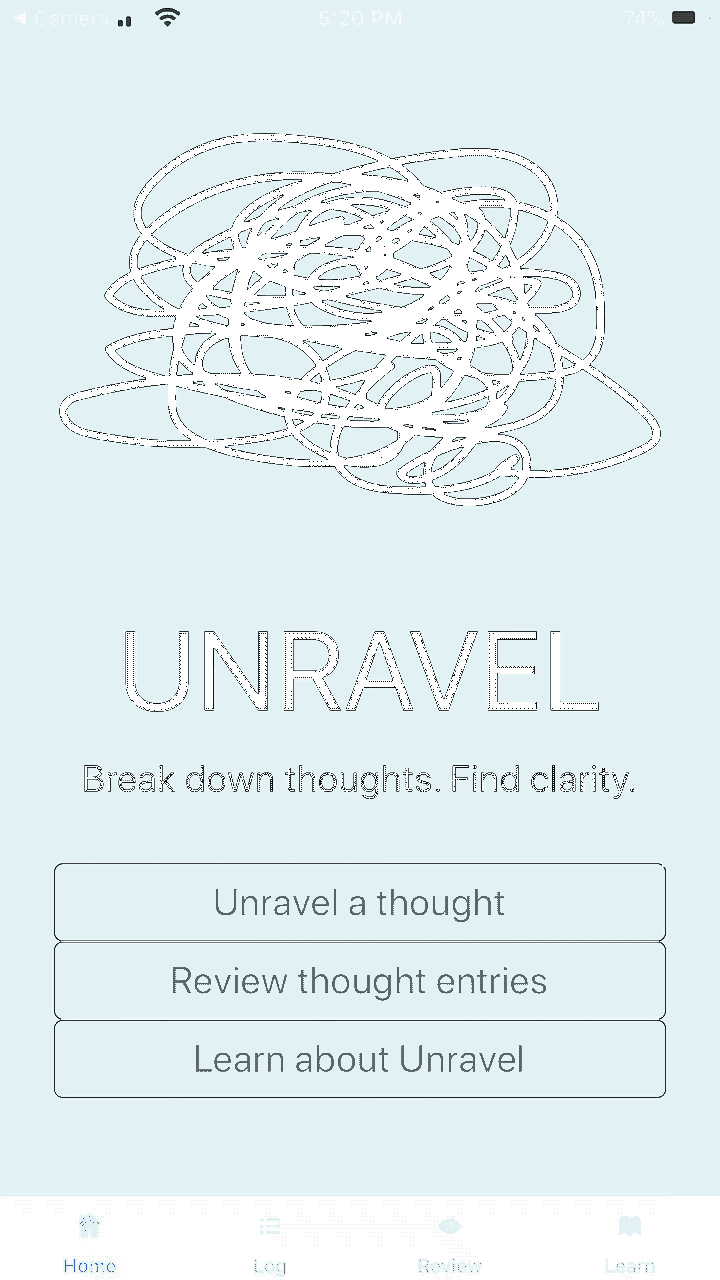 Camera 5:20 PM 74%
UNRAVEL
Break down thoughts. Find clarity.
Unravel a thought
Review thought entries
Learn about Unravel
Home Log Review Learn